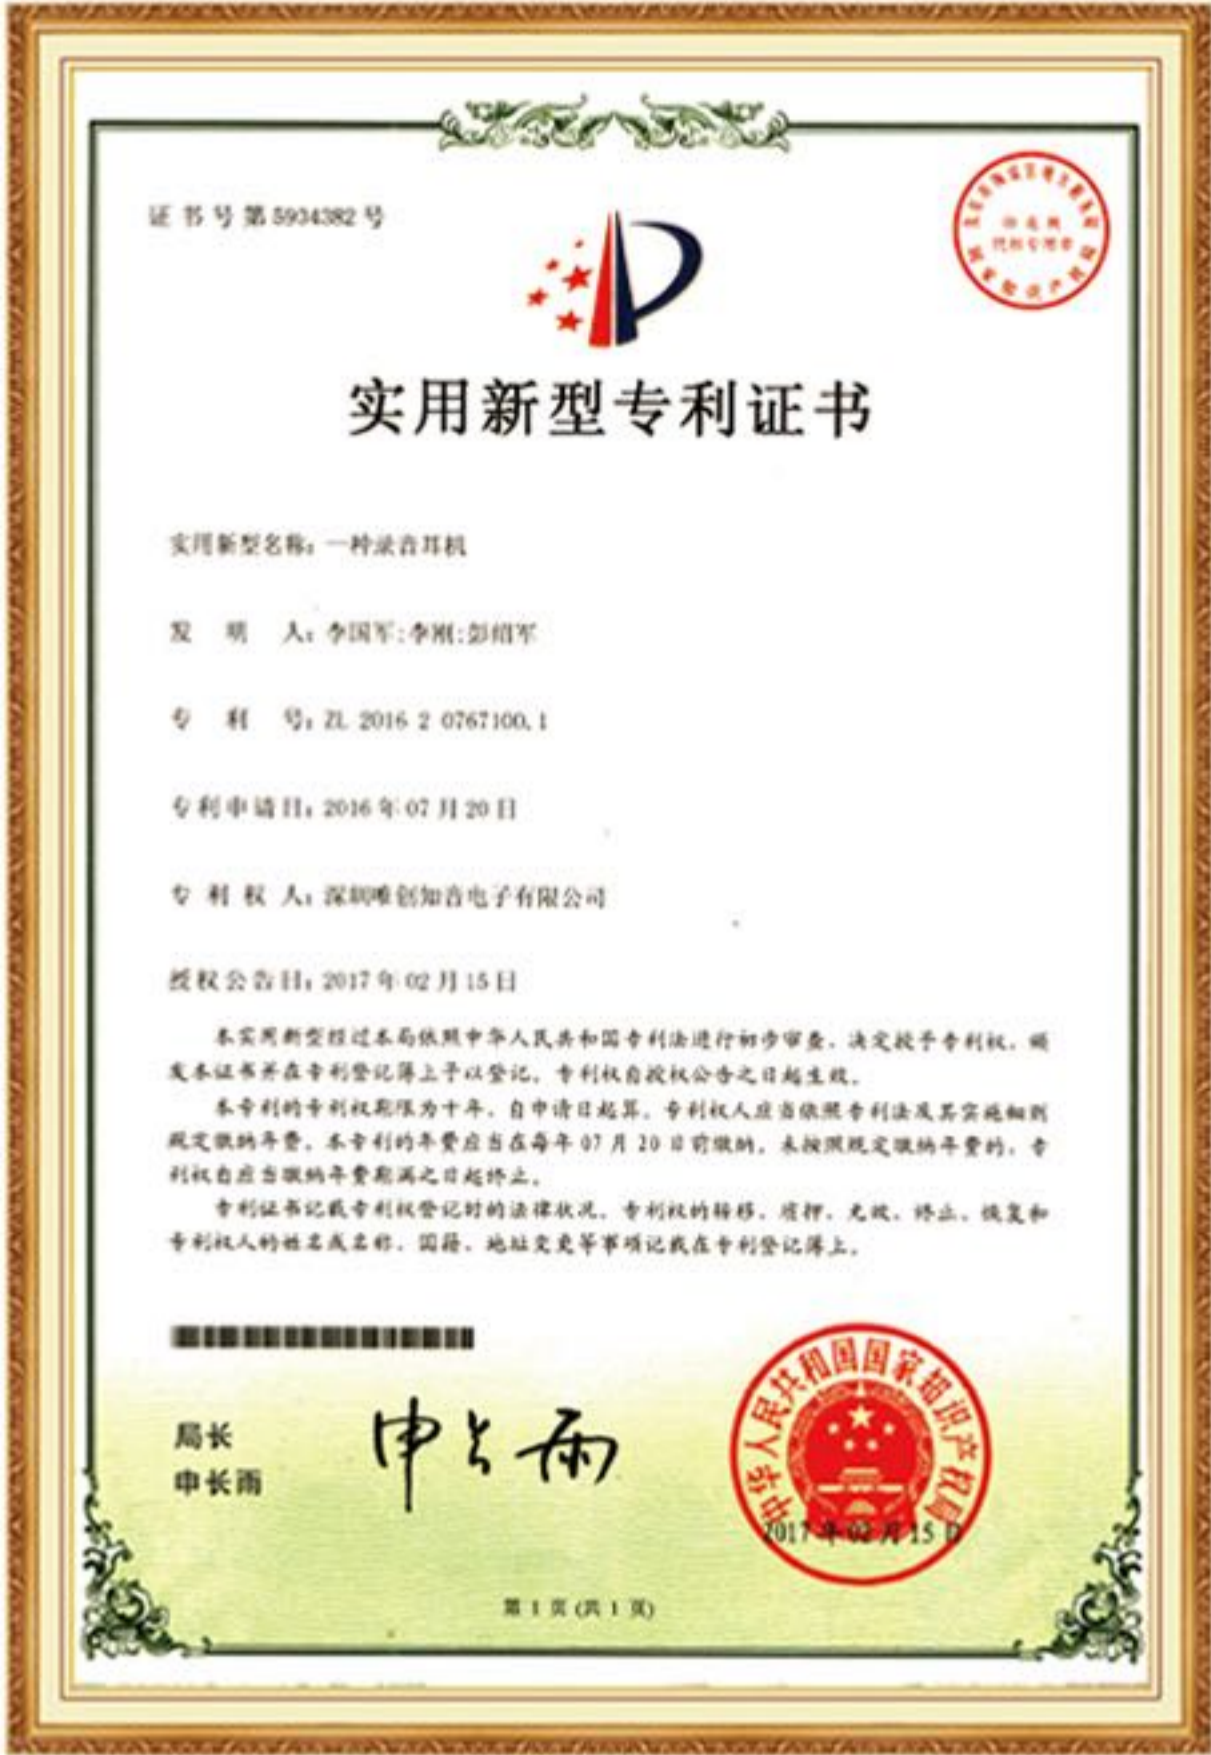 证书号第5934382号
实用新型专利证书
实用新型名称：一种录音耳机
发 明 人：李国军;李刚;彭绍军
专 利 号：ZL 2016 2 0767100.1
专利申请日：2016年07月20日
专 利 权 人：深圳唯创知音电子有限公司
授权公告日：2017年02月15日
本实用新型经过本局依照中华人民共和国专利法进行初步审查，决定授予专利权，颁
发本证书并在专利登记簿上予以登记。专利权自授权公告之日起生效。
本专利的专利权期限为十年，自申请日起算。专利权人应当依照专利法及其实施细则
规定缴纳年费。本专利的年费应当在每年07月20日前缴纳。未按照规定缴纳年费的，专
利权自应当缴纳年费期满之日起终止。
专利证书记载专利权登记时的法律状况。专利权的转移、质押、无效、终止、恢复和
专利权人的姓名或名称、国籍、地址变更等事项记载在专利登记簿上。
局长
申长雨
申长雨
中华人民共和国国家知识产权局
2017年02月15日
第 1 页 (共 1 页)